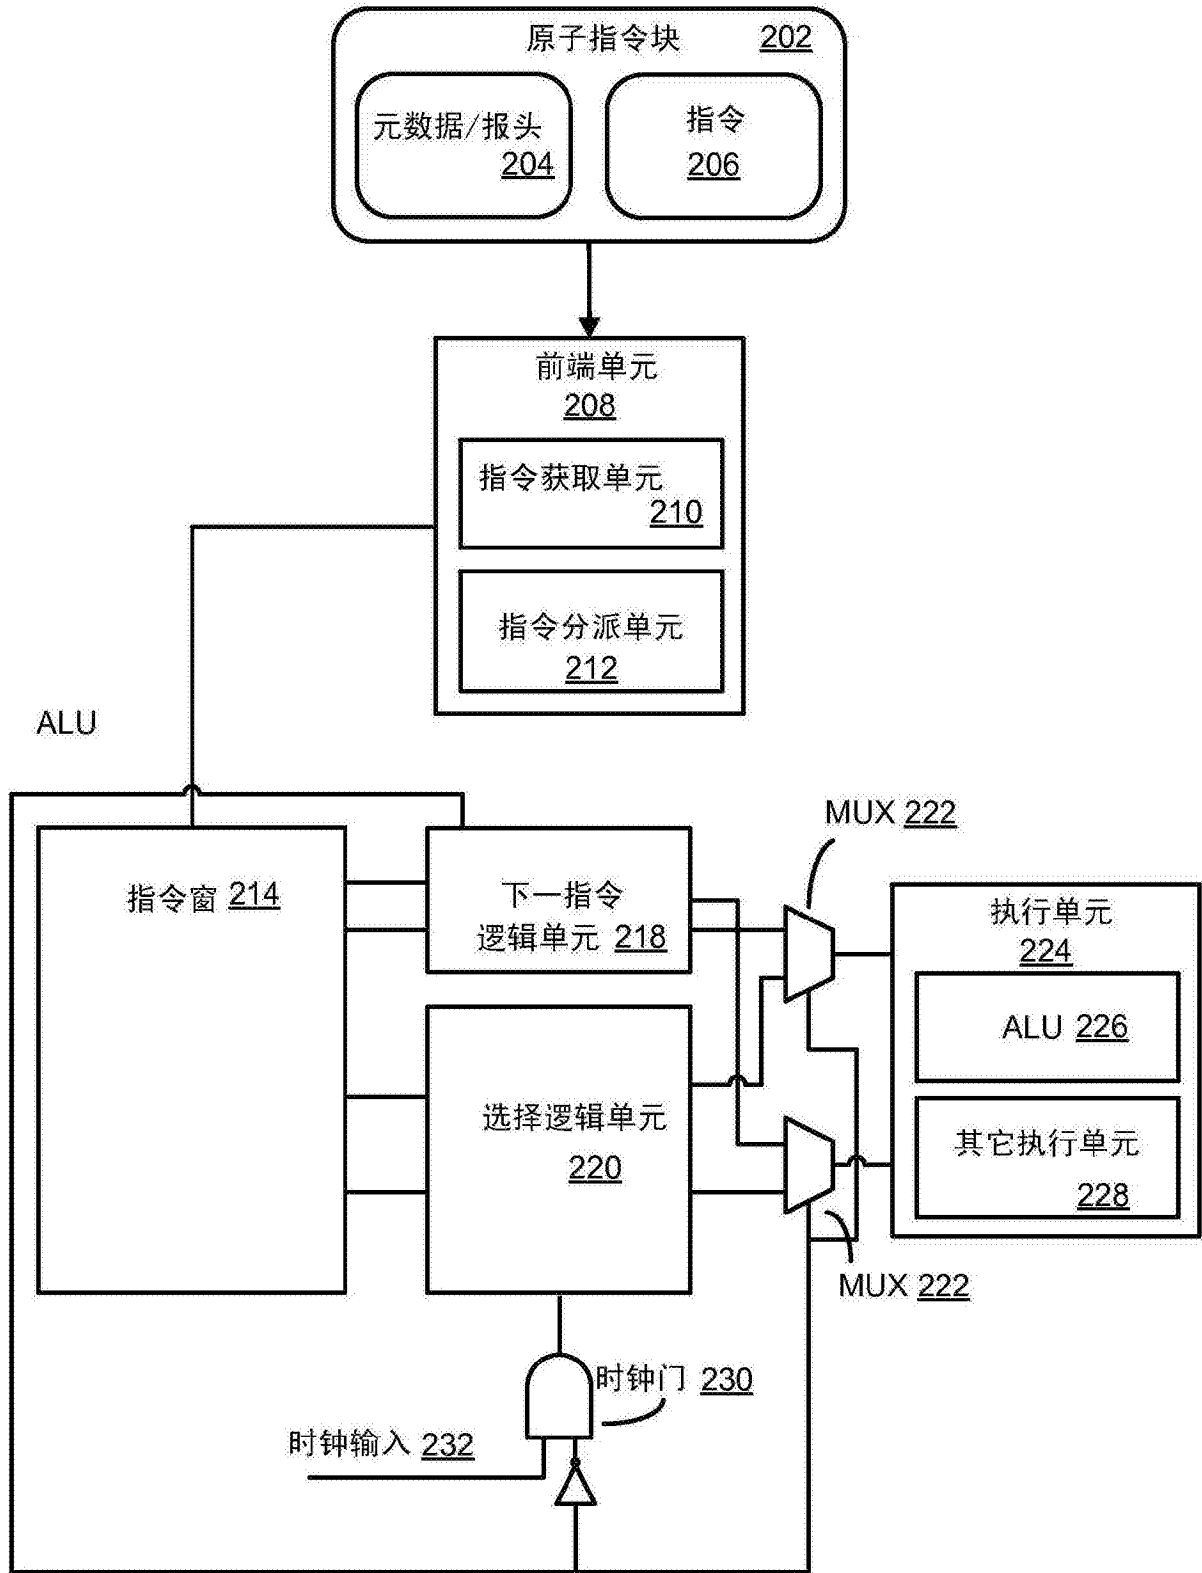 原子指令块 202
元数据/报头
204
指令
206
前端单元
208
指令获取单元
210
指令分派单元
212
ALU
MUX 222
指令窗 214
下一指令
逻辑单元 218
执行单元
224
ALU 226
选择逻辑单元
220
其它执行单元
228
MUX 222
时钟门 230
时钟输入 232